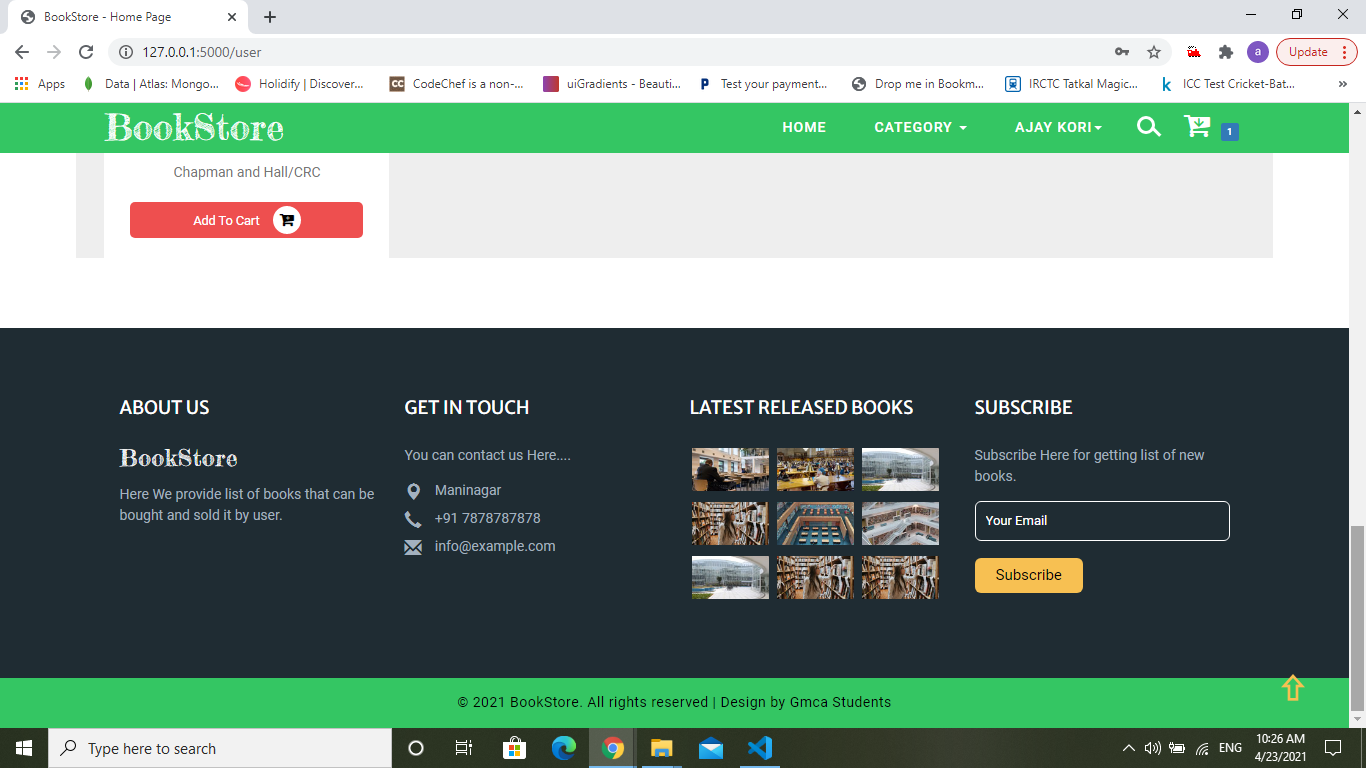 BookStore - Home Page
127.0.0.1:5000/user
Update
Apps
Data | Atlas: Mongo...
Holidify | Discover...
CC
CodeChef is a non-...
uiGradients - Beauti...
Test your payment...
Drop me in Bookm...
IRCTC Tatkal Magic...
ICC Test Cricket-Bat...
BookStore
HOME
CATEGORY
AJAY KORI
1
Chapman and Hall/CRC
Add To Cart
ABOUT US
BookStore
Here We provide list of books that can be
bought and sold it by user.
GET IN TOUCH
You can contact us Here....
Maninagar
+91 7878787878
info@example.com
LATEST RELEASED BOOKS
SUBSCRIBE
Subscribe Here for getting list of new
books.
Your Email
Subscribe
© 2021 BookStore. All rights reserved | Design by Gmca Students
Type here to search
ENG
10:26 AM
4/23/2021